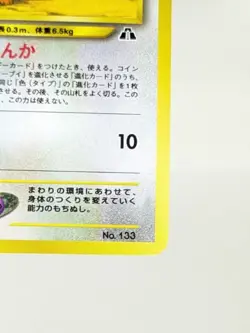 長さ0.3m、体重6.5kg
んか
ーカード」をつけたとき、使える。コイン
ーブイ」を進化させる「進化カード」のうち、
同じ「色（タイプ）」の「進化カード」を1枚
させる。その後、その山札をよく切る。この
、この力は使えない。
10
まわりの環境にあわせて、
身体のつくりを変えていく
能力のもちぬし。
No. 133